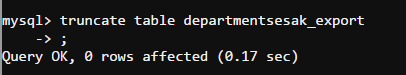 mysql> truncate table departmentsesak_export
-> ;
Query OK, 0 rows affected (0.17 sec)